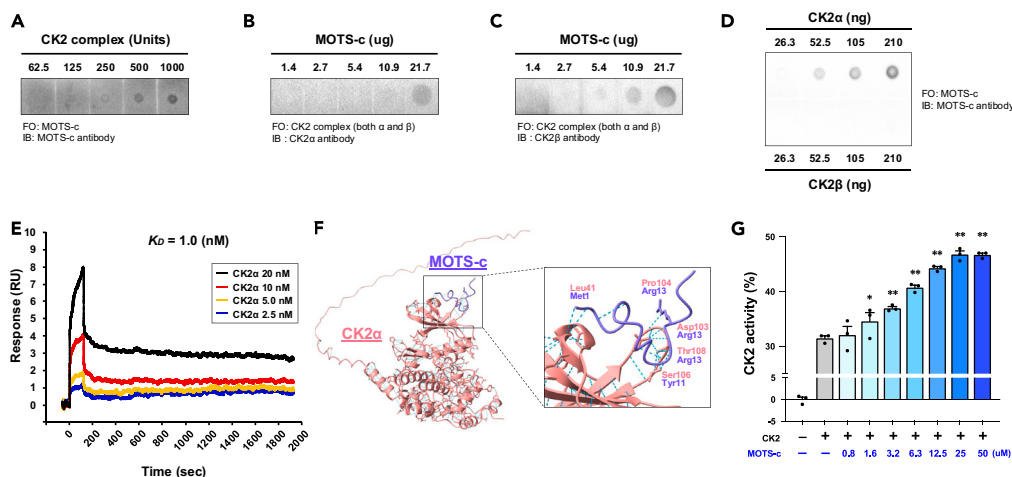 A
CK2 complex (Units)
62.5 125 250 500 1000
FO: MOTS-c
IB: MOTS-c antibody
B
MOTS-c (ug)
1.4 2.7 5.4 10.9 21.7
FO: CK2 complex (both α and β)
IB : CK2α antibody
C
MOTS-c (ug)
1.4 2.7 5.4 10.9 21.7
FO: CK2 complex (both α and β)
IB: CK2β antibody
D
CK2α (ng)
26.3 52.5 105 210
FO: MOTS-c
IB: MOTS-c antibody
26.3 52.5 105 210
CK2β (ng)
E
KD = 1.0 (nM)
Response (RU)
10
9
8
7
6
5
4
3
2
1
0
CK2α 20 nM
CK2α 10 nM
CK2α 5.0 nM
CK2α 2.5 nM
0 200 400 600 800 1000 1200 1400 1600 1800 2000
Time (sec)
F
MOTS-c
CK2α
Leu41
Met1
Pro104
Arg13
Asp103
Arg13
Thr108
Arg13
Ser106
Tyr11
G
CK2 activity (%)
50
40
30
5
0
-5
* ** ** ** ** **
CK2 – + + + + + + + +
MOTS-c – – 0.8 1.6 3.2 6.3 12.5 25 50 (uM)